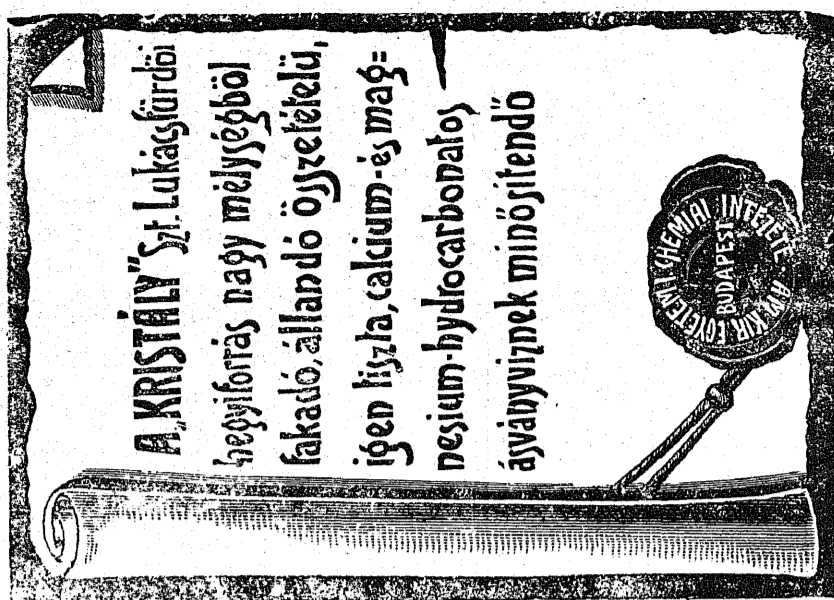 A „KRISTÁLY” Szt. Lukácsfürdői
hegyiforrás nagy mélységből
fakadó, állandó összetételű,
igen tiszta, calcium-és mag=
nesium-hydrocarbonatos
ásványviznek minősitendő
A M. KIR. EGYETEM I. CHEMIAI INTÉZETE
BUDAPEST